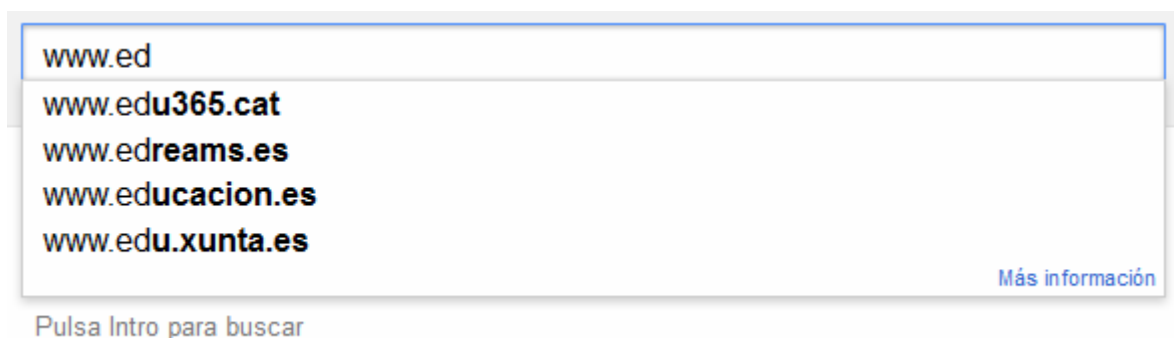 www.ed
www.edu365.cat
www.edreams.es
www.educacion.es
www.edu.xunta.es
Más información
Pulsa Intro para buscar